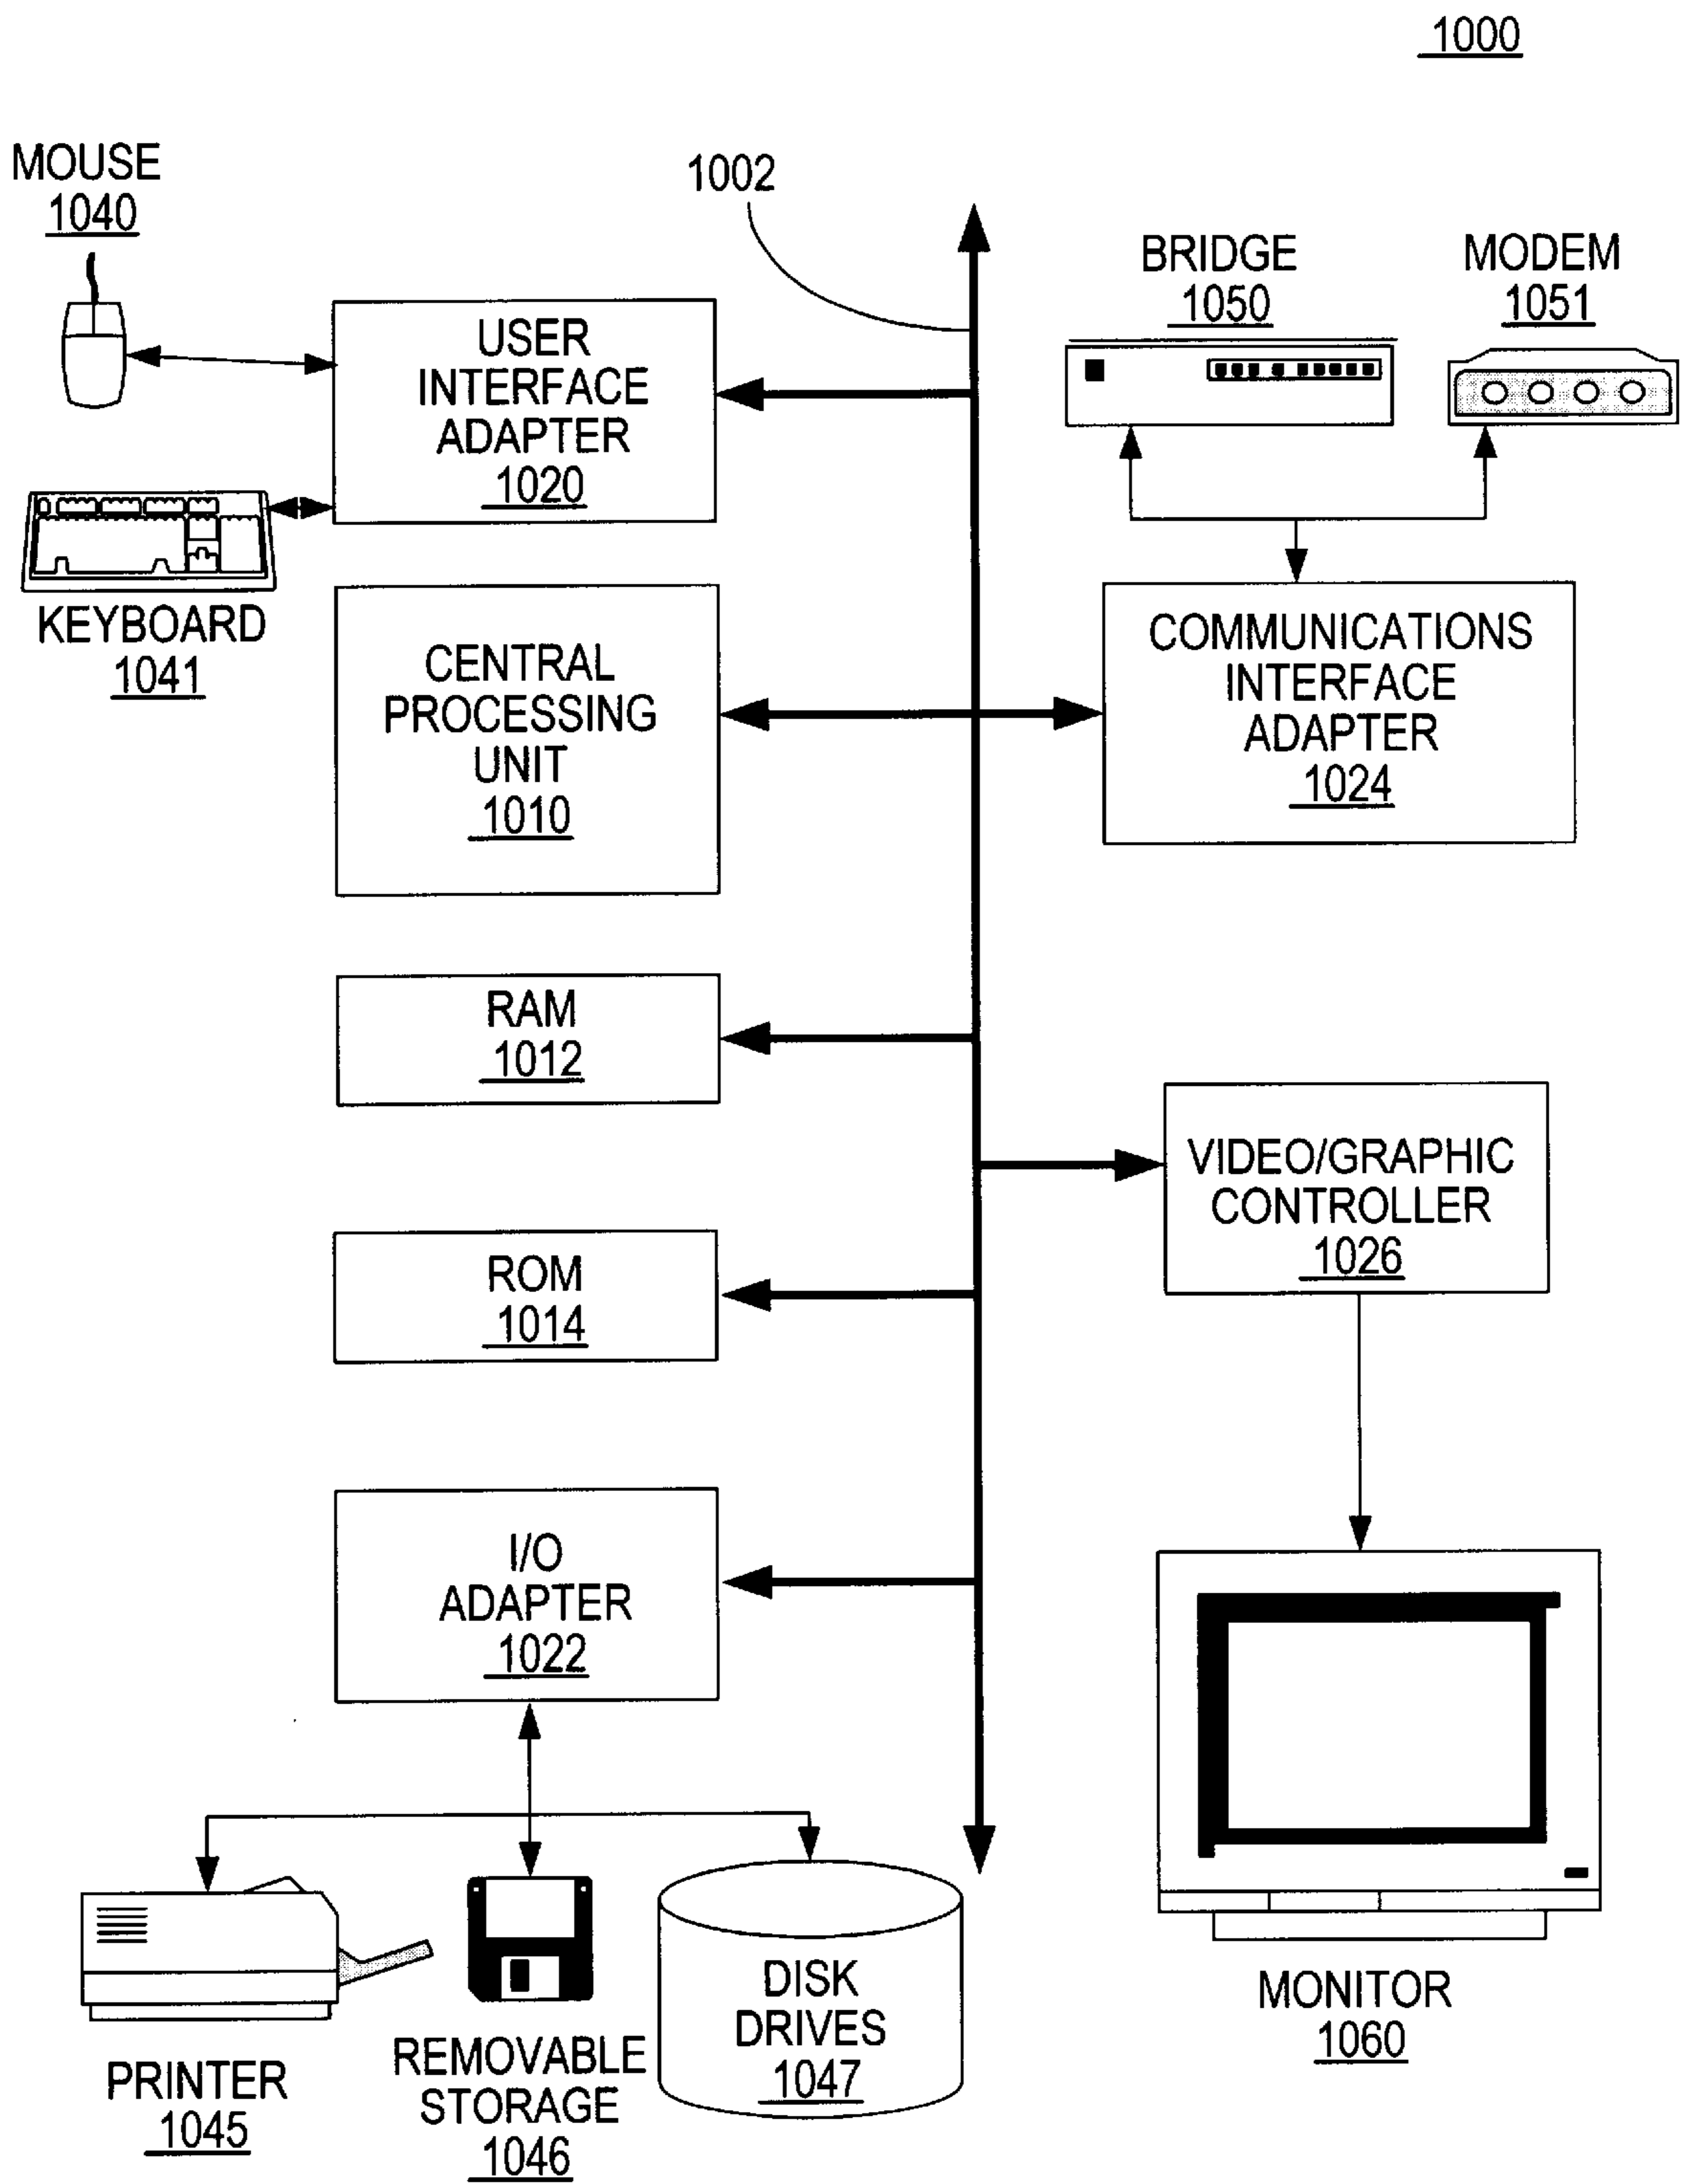 1000
MOUSE
1040
1002
BRIDGE
1050
MODEM
1051
USER
INTERFACE
ADAPTER
1020
KEYBOARD
1041
CENTRAL
PROCESSING
UNIT
1010
COMMUNICATIONS
INTERFACE
ADAPTER
1024
RAM
1012
VIDEO/GRAPHIC
CONTROLLER
1026
ROM
1014
I/O
ADAPTER
1022
PRINTER
1045
REMOVABLE
STORAGE
1046
DISK
DRIVES
1047
MONITOR
1060